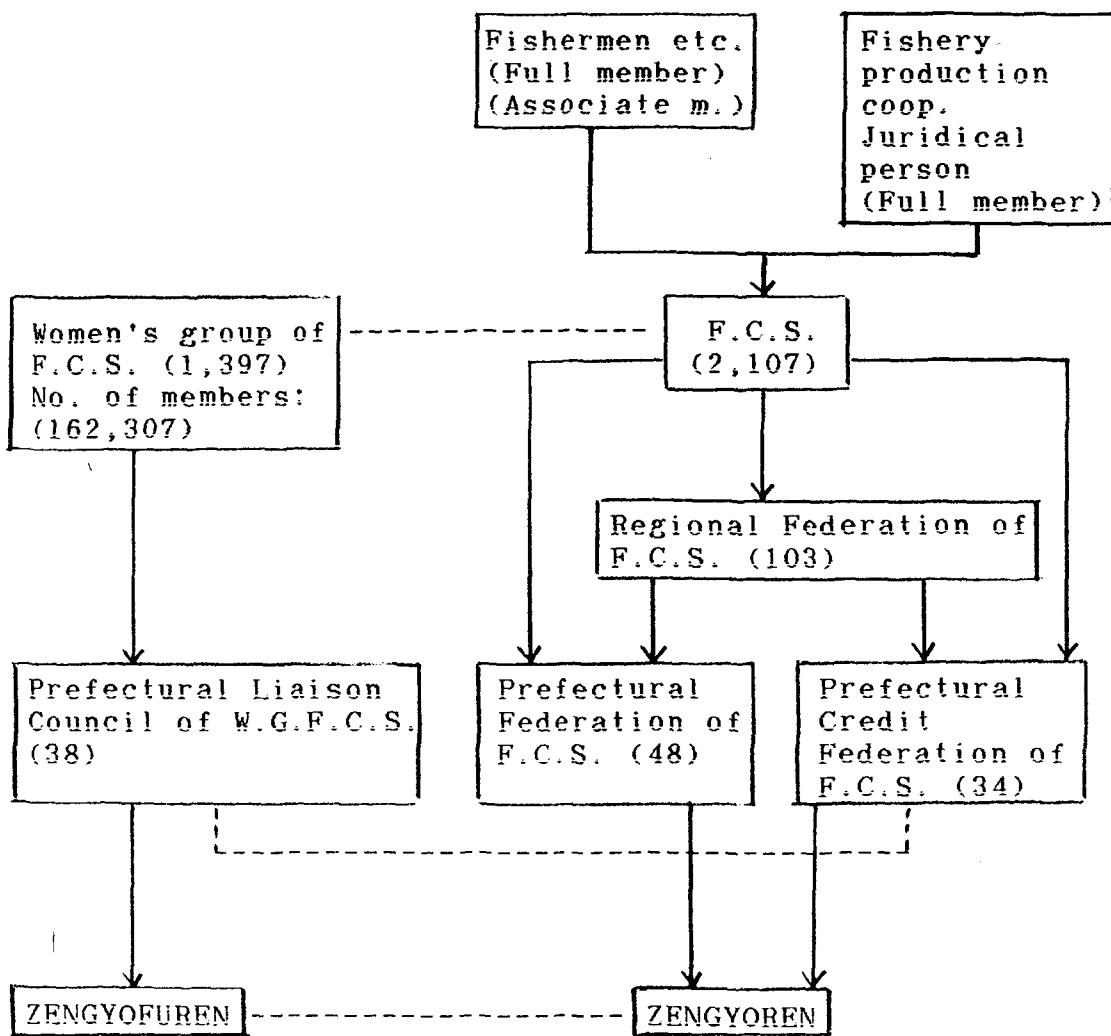 Fishermen etc.
(Full member)
(Associate m.)
Fishery
production
coop.
Juridical
person
(Full member)
Women's group of
F.C.S. (1,397)
No. of members:
(162,307)
F.C.S.
(2,107)
Regional Federation of
F.C.S. (103)
Prefectural Liaison
Council of W.G.F.C.S.
(38)
Prefectural
Federation of
F.C.S. (48)
Prefectural
Credit
Federation of
F.C.S. (34)
ZENGYOFUREN
ZENGYOREN